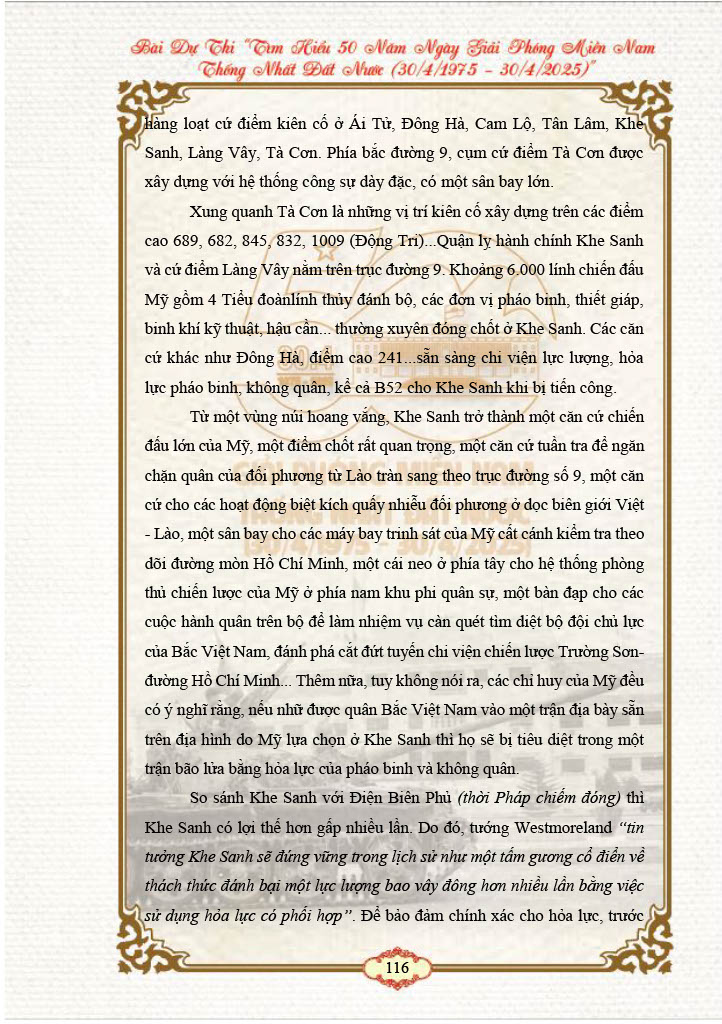 Bài Dự Thi "Tìm Hiểu 50 Năm Ngày Giải Phóng Miền Nam
Thống Nhất Đất Nước (30/4/1975 - 30/4/2025)"
hàng loạt cứ điểm kiên cố ở Ái Tử, Đông Hà, Cam Lộ, Tân Lâm, Khe
Sanh, Làng Vây, Tà Cơn. Phía bắc đường 9, cụm cứ điểm Tà Cơn được
xây dựng với hệ thống công sự dày đặc, có một sân bay lớn.
Xung quanh Tà Cơn là những vị trí kiên cố xây dựng trên các điểm
cao 689, 682, 845, 832, 1009 (Động Tri)...Quận lỵ hành chính Khe Sanh
và cứ điểm Làng Vây nằm trên trục đường 9. Khoảng 6.000 lính chiến đấu
Mỹ gồm 4 Tiểu đoànlính thủy đánh bộ, các đơn vị pháo binh, thiết giáp,
binh khí kỹ thuật, hậu cần... thường xuyên đóng chốt ở Khe Sanh. Các căn
cứ khác như Đông Hà, điểm cao 241...sẵn sàng chi viện lực lượng, hỏa
lực pháo binh, không quân, kể cả B52 cho Khe Sanh khi bị tiến công.
Từ một vùng núi hoang vắng, Khe Sanh trở thành một căn cứ chiến
đấu lớn của Mỹ, một điểm chốt rất quan trọng, một căn cứ tuần tra để ngăn
chặn quân của đối phương từ Lào tràn sang theo trục đường số 9, một căn
cứ cho các hoạt động biệt kích quấy nhiễu đối phương ở dọc biên giới Việt
- Lào, một sân bay cho các máy bay trinh sát của Mỹ cất cánh kiểm tra theo
dõi đường mòn Hồ Chí Minh, một cái neo ở phía tây cho hệ thống phòng
thủ chiến lược của Mỹ ở phía nam khu phi quân sự, một bàn đạp cho các
cuộc hành quân trên bộ để làm nhiệm vụ càn quét tìm diệt bộ đội chủ lực
của Bắc Việt Nam, đánh phá cắt đứt tuyến chi viện chiến lược Trường Sơn-
đường Hồ Chí Minh... Thêm nữa, tuy không nói ra, các chỉ huy của Mỹ đều
có ý nghĩ rằng, nếu nhử được quân Bắc Việt Nam vào một trận địa bày sẵn
trên địa hình do Mỹ lựa chọn ở Khe Sanh thì họ sẽ bị tiêu diệt trong một
trận bão lửa bằng hỏa lực của pháo binh và không quân.
So sánh Khe Sanh với Điện Biên Phủ (thời Pháp chiếm đóng) thì
Khe Sanh có lợi thế hơn gấp nhiều lần. Do đó, tướng Westmoreland “tin
tưởng Khe Sanh sẽ đứng vững trong lịch sử như một tấm gương cổ điển về
thách thức đánh bại một lực lượng bao vây đông hơn nhiều lần bằng việc
sử dụng hỏa lực có phối hợp”. Để bảo đảm chính xác cho hỏa lực, trước
30.4
GIẢI PHÓNG MIỀN NAM
THỐNG NHẤT ĐẤT NƯỚC
(30/4/1975 - 30/4/2025)
116